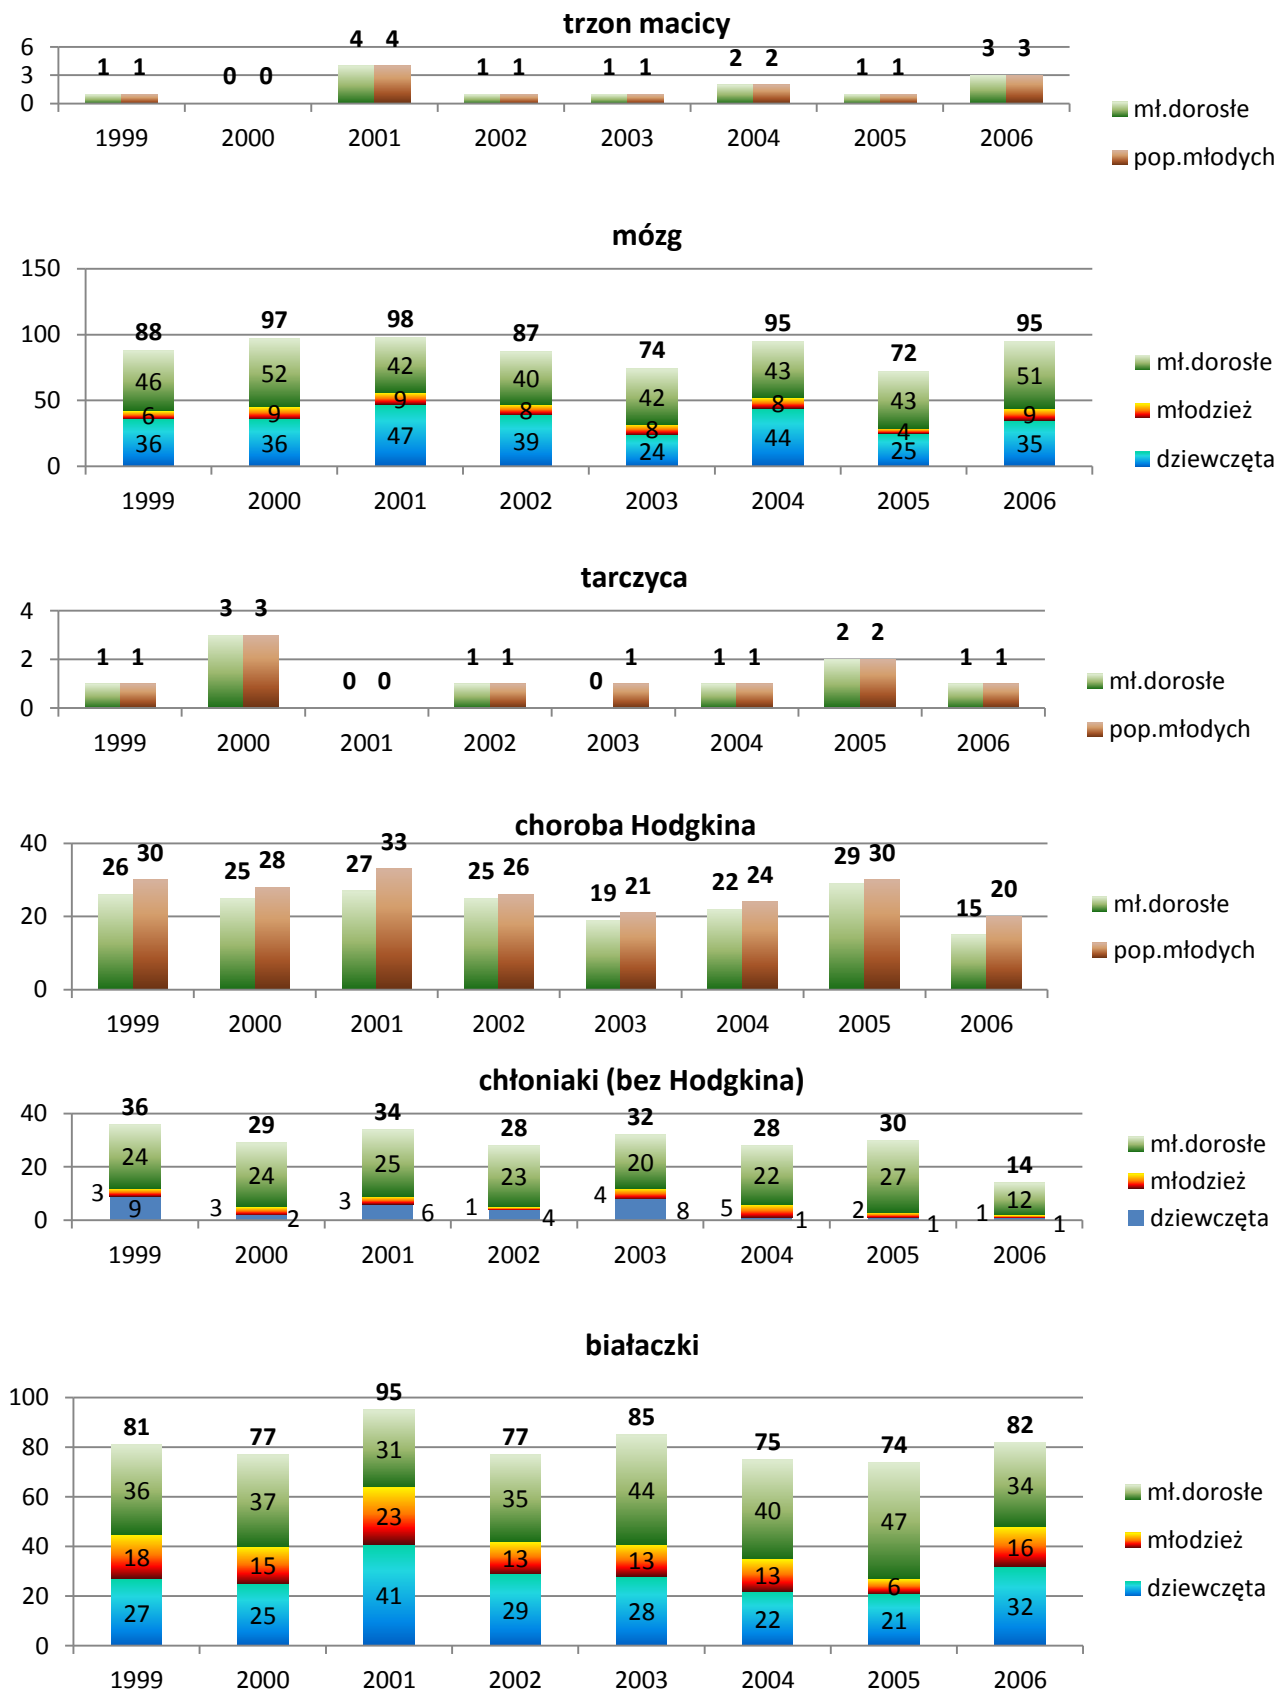 trzon macicy
6
3
0
1 1 0 0 4 4 1 1 1 1 2 2 1 1 3 3
1999 2000 2001 2002 2003 2004 2005 2006
mł.dorosłe
pop.młodych
mózg
150
100
50
0
88 97 98 87 74 95 72 95
46 52 42 40 42 43 43 51
6 9 9 8 8 8 4 9
36 36 47 39 24 44 25 35
1999 2000 2001 2002 2003 2004 2005 2006
mł.dorosłe
młodzież
dziewczęta
tarczyca
4
2
0
1 1 3 3 0 0 1 1 0 1 1 1 2 2 1 1
1999 2000 2001 2002 2003 2004 2005 2006
mł.dorosłe
pop.młodych
choroba Hodgkina
40
20
0
26 30 25 28 27 33 25 26 19 21 22 24 29 30 15 20
1999 2000 2001 2002 2003 2004 2005 2006
mł.dorosłe
pop.młodych
chłoniaki (bez Hodgkina)
40
20
0
36 29 34 28 32 28 30 14
24 24 25 23 20 22 27 12
3 3 3 1 4 5 2 1
9 2 6 4 8 1 1 1
1999 2000 2001 2002 2003 2004 2005 2006
mł.dorosłe
młodzież
dziewczęta
białaczki
100
80
60
40
20
0
81 77 95 77 85 75 74 82
36 37 31 35 44 40 47 34
18 15 23 13 13 13 6 16
27 25 41 29 28 22 21 32
1999 2000 2001 2002 2003 2004 2005 2006
mł.dorosłe
młodzież
dziewczęta